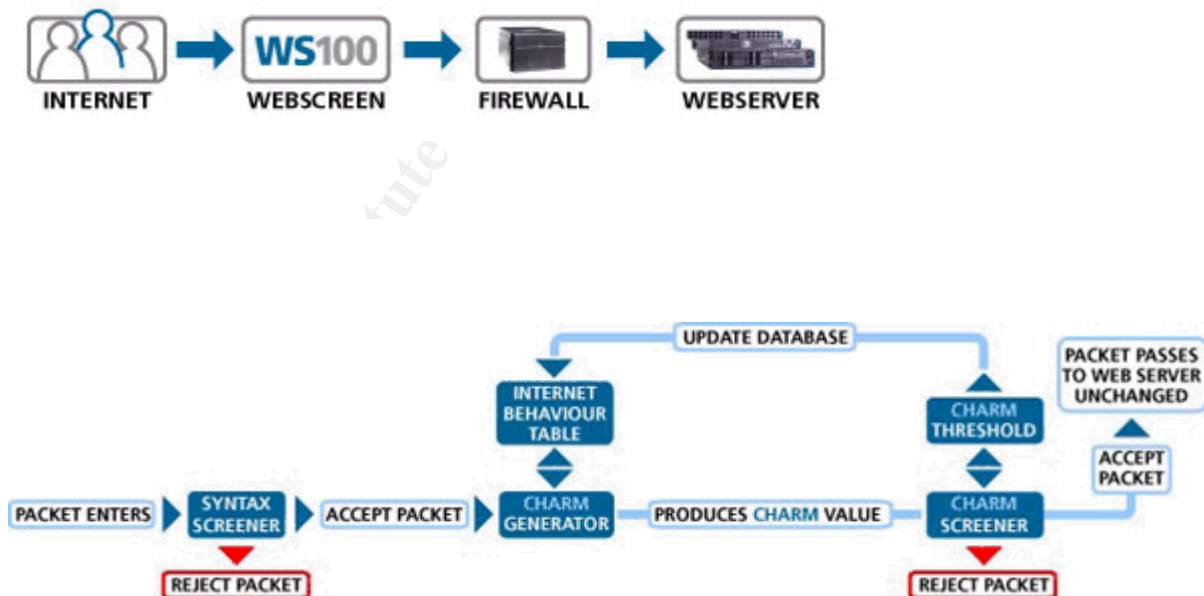 WS100
INTERNET
WEBSCREEN
FIREWALL
WEBSERVER
tute
UPDATE DATABASE
PACKET PASSES
TO WEB SERVER
UNCHANGED
INTERNET
BEHAVIOUR
TABLE
CHARM
THRESHOLD
ACCEPT
PACKET
PACKET ENTERS
SYNTAX
SCREENER
ACCEPT PACKET
CHARM
GENERATOR
PRODUCES CHARM VALUE
CHARM
SCREENER
REJECT PACKET
REJECT PACKET